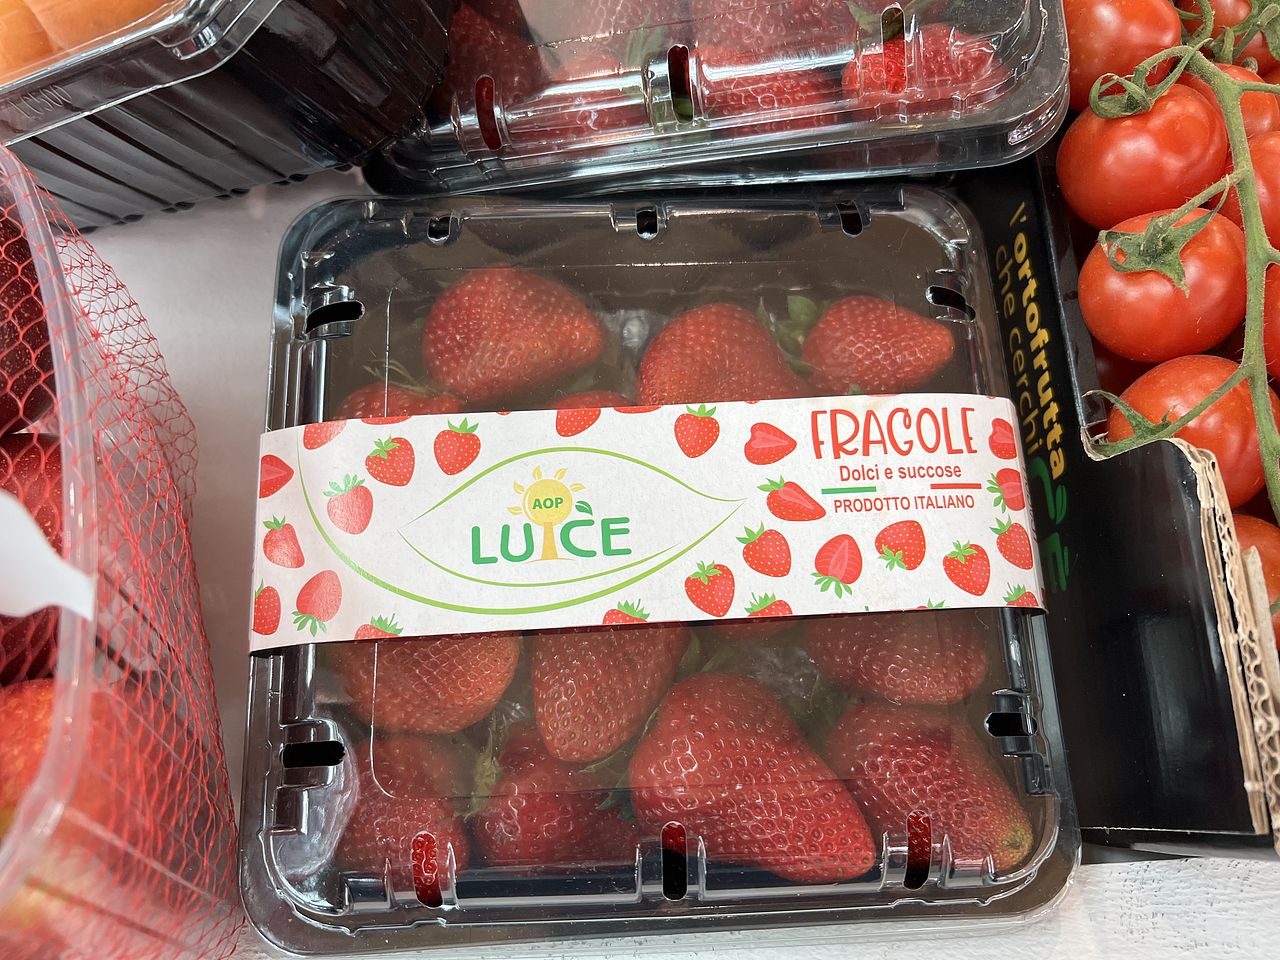 FRAGOLE
Dolci e succose
PRODOTTO ITALIANO
AOP
LUCE
l'ortofrutta
che cerchi